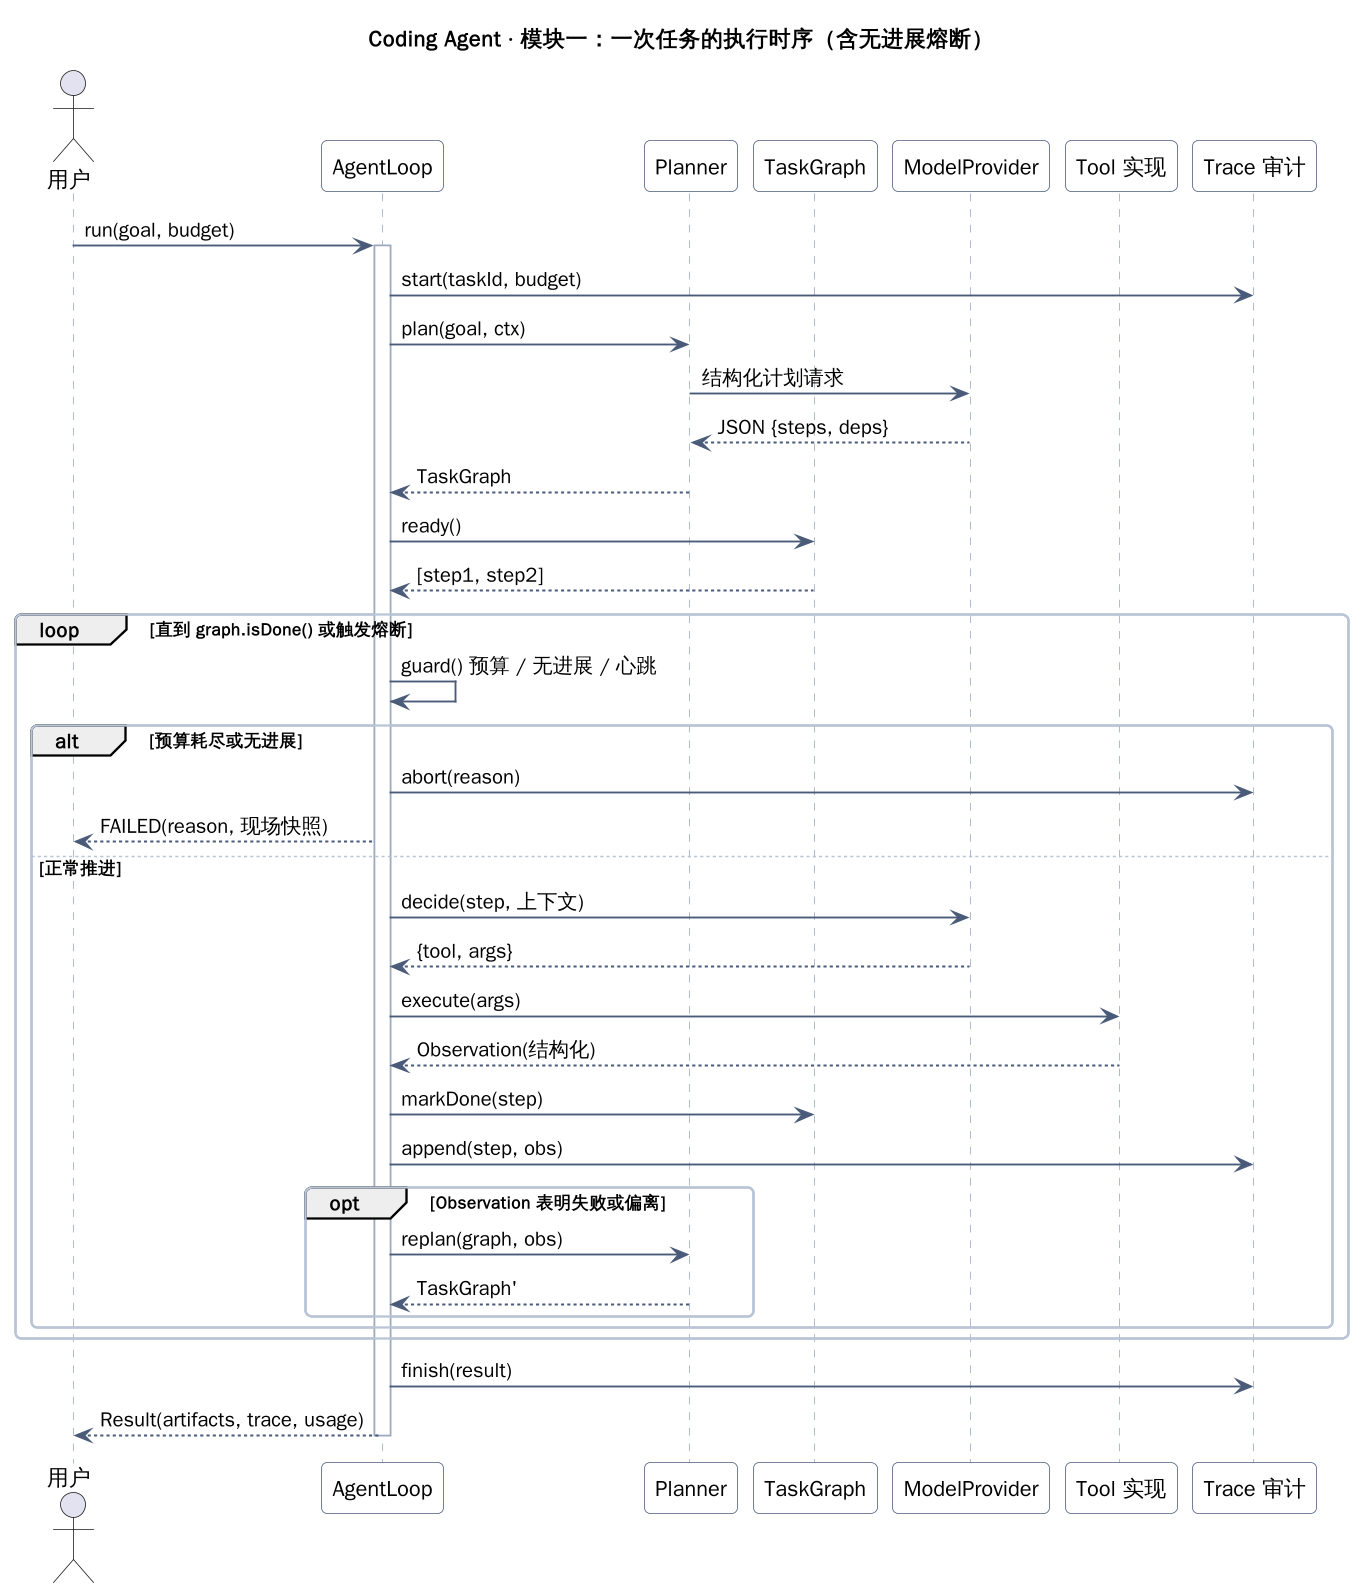 Coding Agent · 模块一：一次任务的执行时序（含无进展熔断）
用户
AgentLoop
Planner
TaskGraph
ModelProvider
Tool 实现
Trace 审计
run(goal, budget)
start(taskId, budget)
plan(goal, ctx)
结构化计划请求
JSON {steps, deps}
TaskGraph
ready()
[step1, step2]
loop
[直到 graph.isDone() 或触发熔断]
guard() 预算 / 无进展 / 心跳
alt
[预算耗尽或无进展]
abort(reason)
FAILED(reason, 现场快照)
[正常推进]
decide(step, 上下文)
{tool, args}
execute(args)
Observation(结构化)
markDone(step)
append(step, obs)
opt
[Observation 表明失败或偏离]
replan(graph, obs)
TaskGraph'
finish(result)
Result(artifacts, trace, usage)
用户
AgentLoop
Planner
TaskGraph
ModelProvider
Tool 实现
Trace 审计